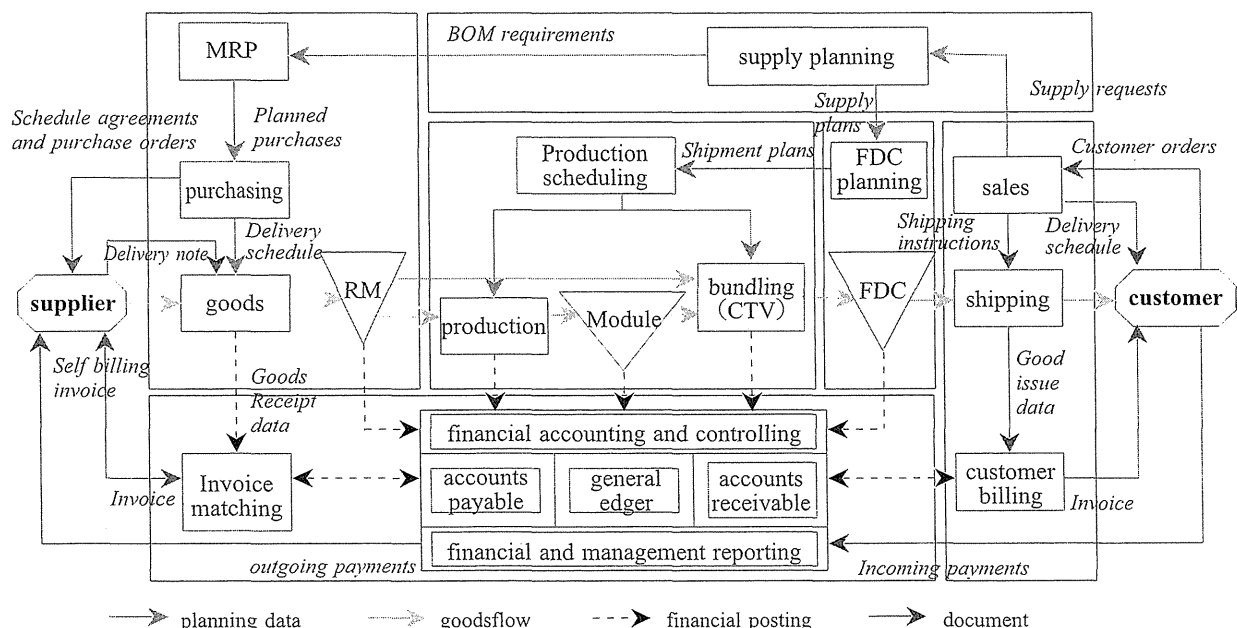 BOM requirements
MRP
supply planning
Supply requests
Schedule agreements
and purchase orders
Planned
purchases
Supply
plans
Production
scheduling
Shipment plans
FDC
planning
Customer orders
purchasing
sales
Delivery
schedule
Delivery note
Shipping
instructions
Delivery
schedule
supplier
goods
RM
production
Module
bundling
(CTV)
FDC
shipping
customer
Self billing
invoice
Goods
Receipt
data
Good
issue
data
financial accounting and controlling
Invoice
matching
accounts
payable
general
edger
accounts
receivable
customer
billing
Invoice
Invoice
financial and management reporting
outgoing payments
Incoming payments
planning data
goodsflow
financial posting
document